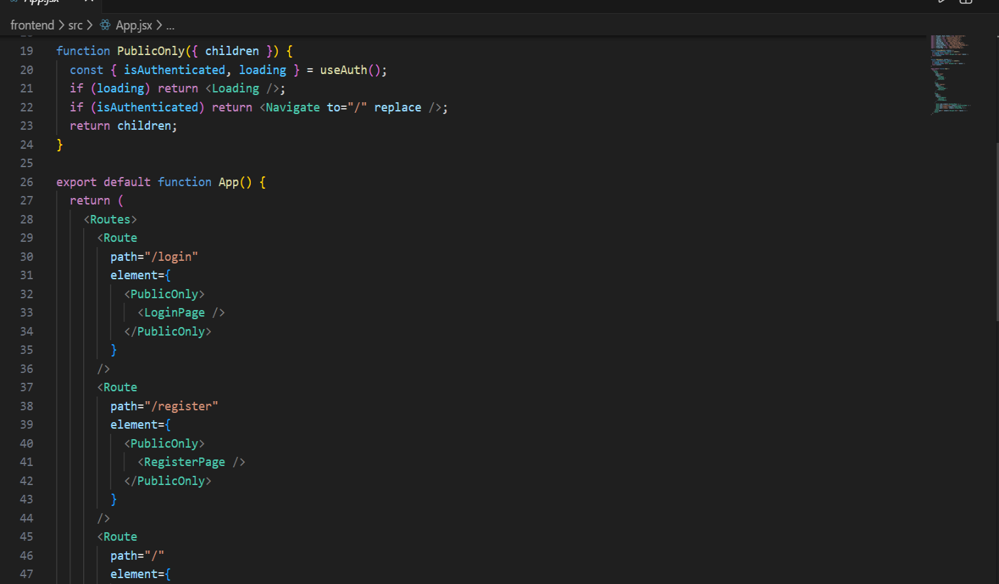 App.jsx
frontend > src > App.jsx > ...
19 function PublicOnly({ children }) {
20 const { isAuthenticated, loading } = useAuth();
21 if (loading) return <Loading />;
22 if (isAuthenticated) return <Navigate to="/" replace />;
23 return children;
24 }
25
26 export default function App() {
27 return (
28 <Routes>
29 <Route
30 path="/login"
31 element={
32 <PublicOnly>
33 <LoginPage />
34 </PublicOnly>
35 }
36 />
37 <Route
38 path="/register"
39 element={
40 <PublicOnly>
41 <RegisterPage />
42 </PublicOnly>
43 }
44 />
45 <Route
46 path="/"
47 element={